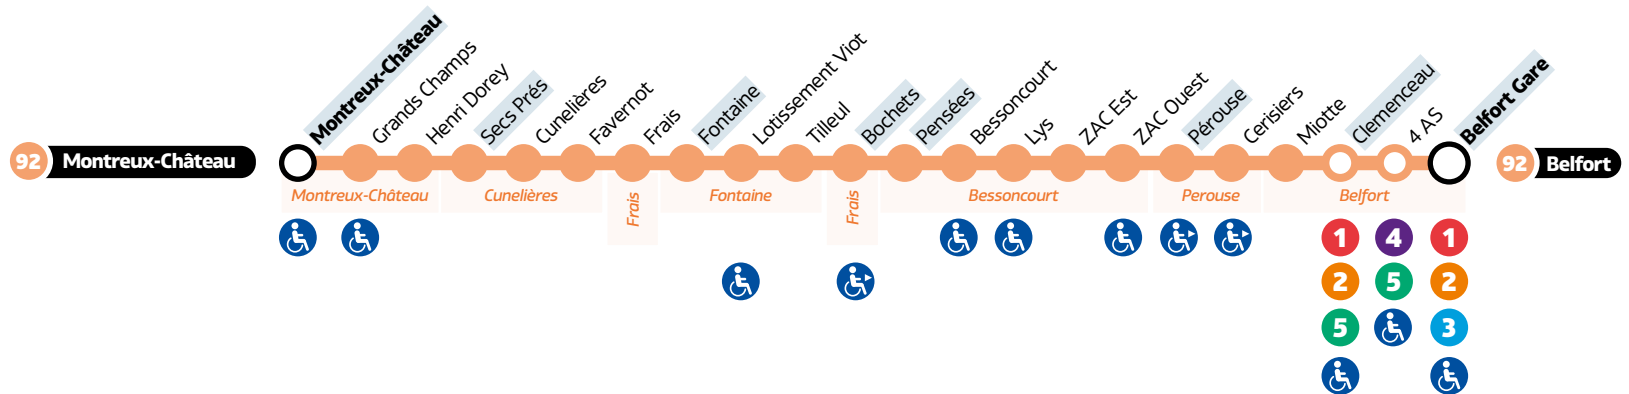 92 Montreux-Château
Montreux-Château
Grands Champs
Henri Dorey
Secs Prés
Cunelières
Favernot
Frais
Fontaine
Lotissement Viot
Tilleul
Bochets
Pensées
Bessoncourt
Lys
ZAC Est
ZAC Ouest
Pérouse
Cerisiers
Miotte
Clemenceau
4 AS
Belfort Gare
92 Belfort
Montreux-Château
Cunelières
Frais
Fontaine
Frais
Bessoncourt
Perouse
Belfort
1 4 1
2 5 2
5 3